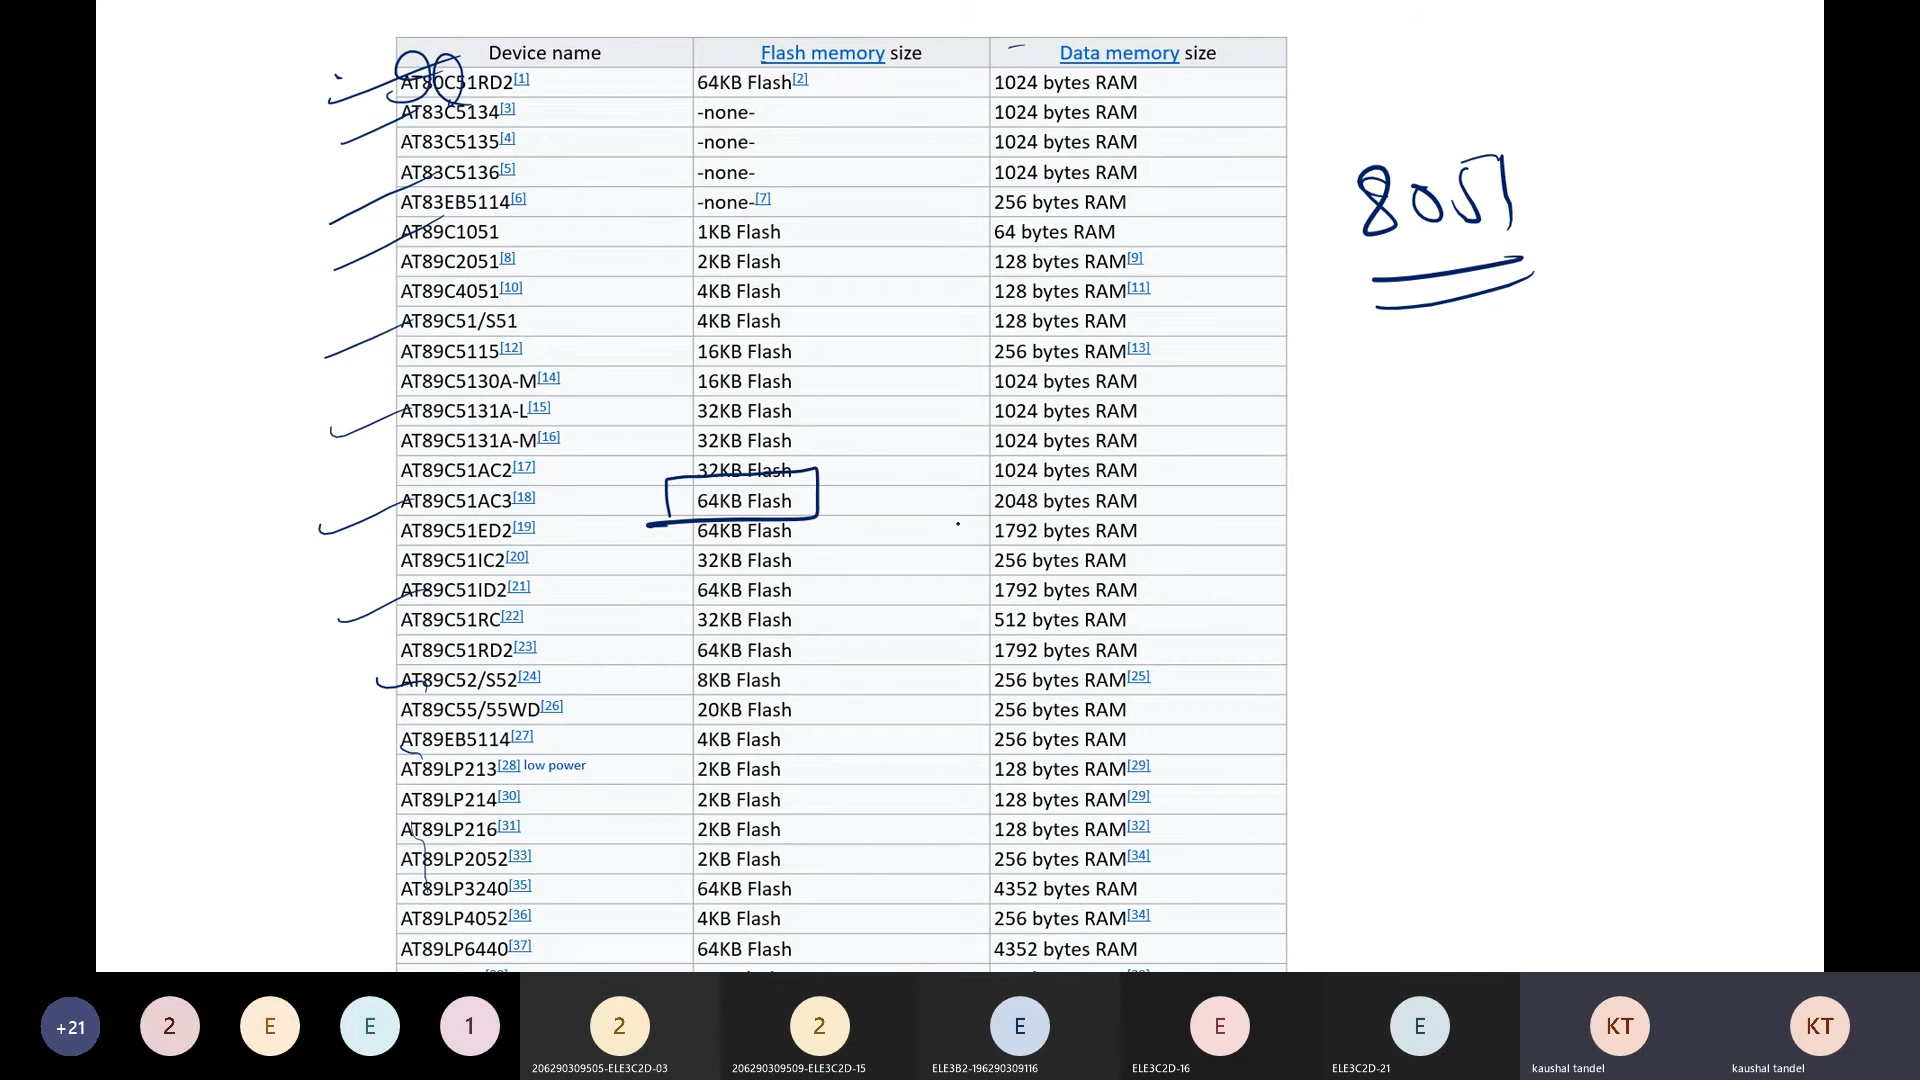 Device name Flash memory size Data memory size
AT80C51RD2[1] 64KB Flash[2] 1024 bytes RAM
AT83C5134[3] -none- 1024 bytes RAM
AT83C5135[4] -none- 1024 bytes RAM
AT83C5136[5] -none- 1024 bytes RAM
AT83EB5114[6] -none-[7] 256 bytes RAM
8051
AT89C1051 1KB Flash 64 bytes RAM
AT89C2051[8] 2KB Flash 128 bytes RAM[9]
AT89C4051[10] 4KB Flash 128 bytes RAM[11]
AT89C51/S51 4KB Flash 128 bytes RAM
AT89C5115[12] 16KB Flash 256 bytes RAM[13]
AT89C5130A-M[14] 16KB Flash 1024 bytes RAM
AT89C5131A-L[15] 32KB Flash 1024 bytes RAM
AT89C5131A-M[16] 32KB Flash 1024 bytes RAM
AT89C51AC2[17] 32KB Flash 1024 bytes RAM
AT89C51AC3[18] 64KB Flash 2048 bytes RAM
AT89C51ED2[19] 64KB Flash 1792 bytes RAM
AT89C51IC2[20] 32KB Flash 256 bytes RAM
AT89C51ID2[21] 64KB Flash 1792 bytes RAM
AT89C51RC[22] 32KB Flash 512 bytes RAM
AT89C51RD2[23] 64KB Flash 1792 bytes RAM
AT89C52/S52[24] 8KB Flash 256 bytes RAM[25]
AT89C55/55WD[26] 20KB Flash 256 bytes RAM
AT89EB5114[27] 4KB Flash 256 bytes RAM
AT89LP213[28] low power 2KB Flash 128 bytes RAM[29]
AT89LP214[30] 2KB Flash 128 bytes RAM[29]
AT89LP216[31] 2KB Flash 128 bytes RAM[32]
AT89LP2052[33] 2KB Flash 256 bytes RAM[34]
AT89LP3240[35] 64KB Flash 4352 bytes RAM
AT89LP4052[36] 4KB Flash 256 bytes RAM[34]
AT89LP6440[37] 64KB Flash 4352 bytes RAM
+21 2 E E 1 2 2 E E E KT KT
206290309505-ELE3C2D-03 206290309509-ELE3C2D-15 ELE3B2-196290309116 ELE3C2D-16 ELE3C2D-21 kaushal tandel kaushal tandel